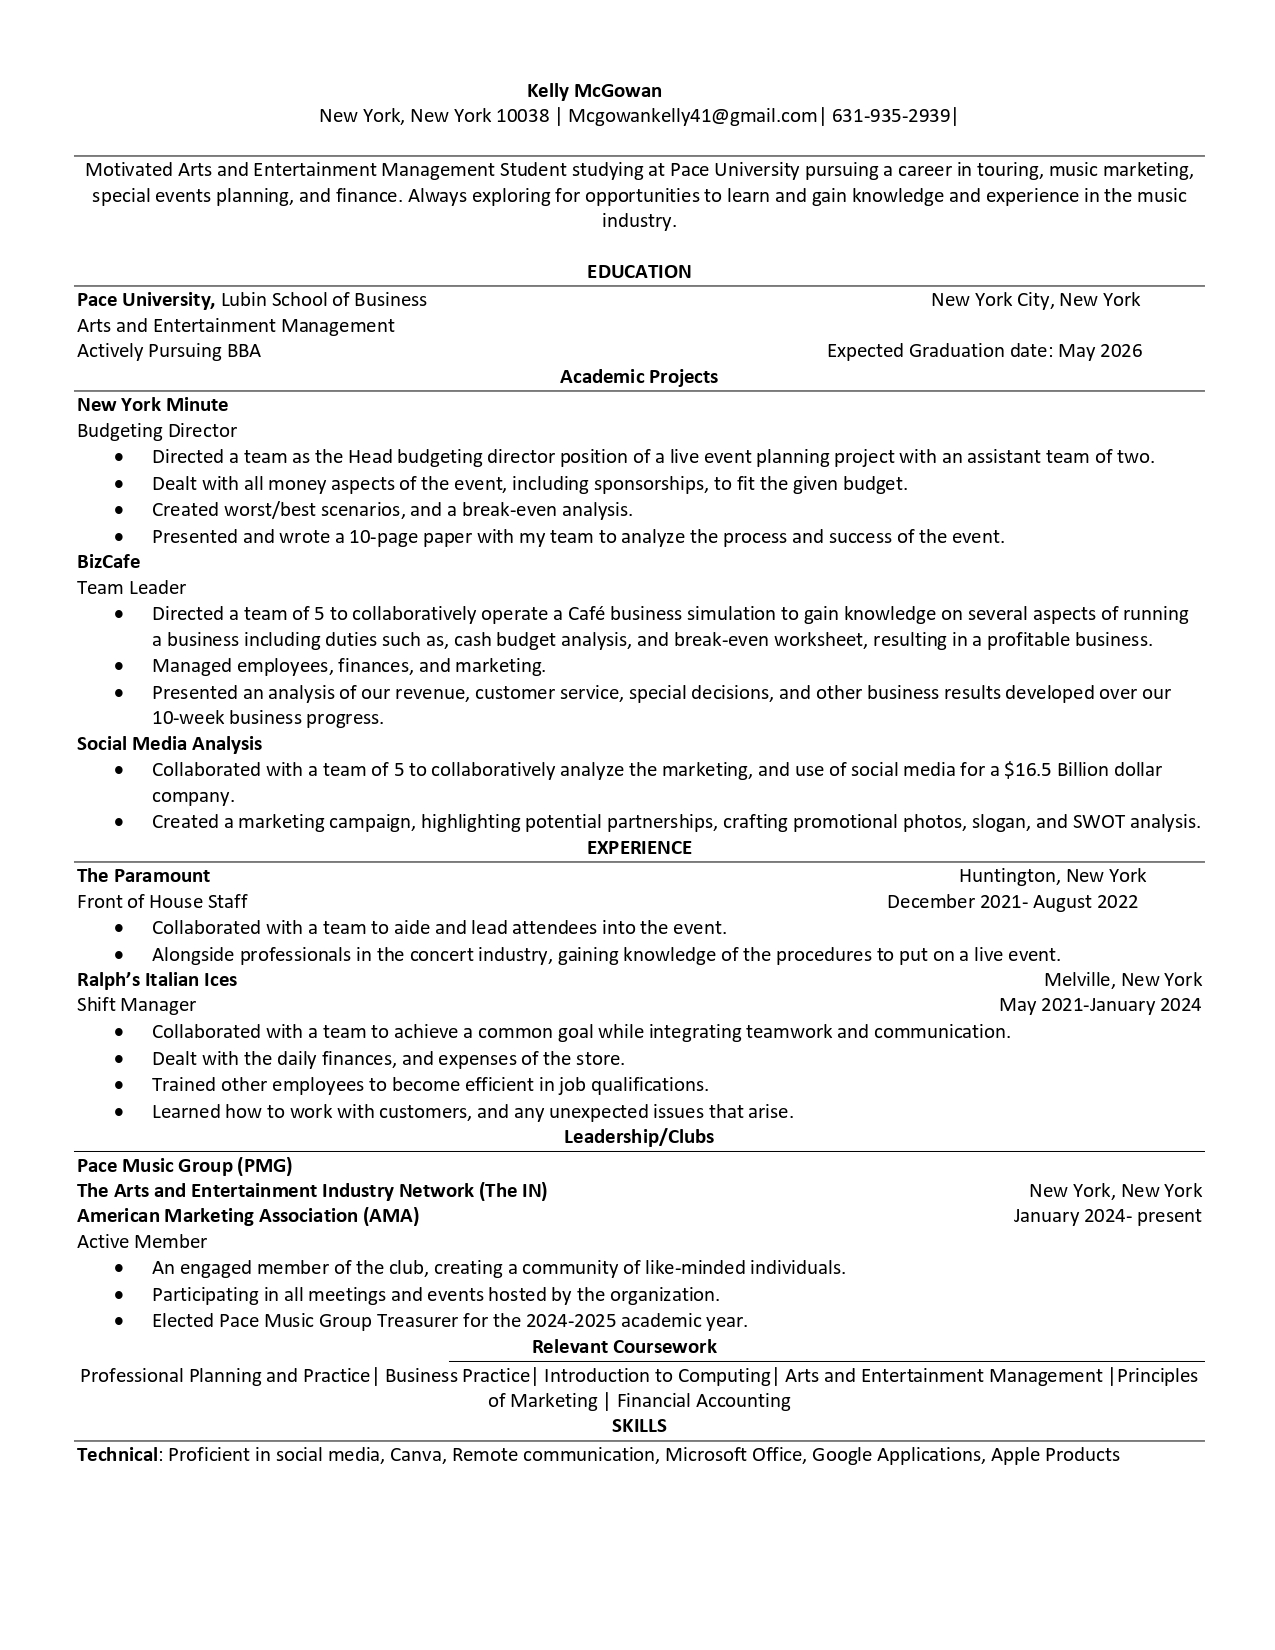 Kelly McGowan
New York, New York 10038 | Mcgowankelly41@gmail.com| 631-935-2939|
Motivated Arts and Entertainment Management Student studying at Pace University pursuing a career in touring, music marketing,
special events planning, and finance. Always exploring for opportunities to learn and gain knowledge and experience in the music
industry.
EDUCATION
Pace University, Lubin School of Business New York City, New York
Arts and Entertainment Management
Actively Pursuing BBA Expected Graduation date: May 2026
Academic Projects
New York Minute
Budgeting Director
• Directed a team as the Head budgeting director position of a live event planning project with an assistant team of two.
• Dealt with all money aspects of the event, including sponsorships, to fit the given budget.
• Created worst/best scenarios, and a break-even analysis.
• Presented and wrote a 10-page paper with my team to analyze the process and success of the event.
BizCafe
Team Leader
• Directed a team of 5 to collaboratively operate a Café business simulation to gain knowledge on several aspects of running
a business including duties such as, cash budget analysis, and break-even worksheet, resulting in a profitable business.
• Managed employees, finances, and marketing.
• Presented an analysis of our revenue, customer service, special decisions, and other business results developed over our
10-week business progress.
Social Media Analysis
• Collaborated with a team of 5 to collaboratively analyze the marketing, and use of social media for a $16.5 Billion dollar
company.
• Created a marketing campaign, highlighting potential partnerships, crafting promotional photos, slogan, and SWOT analysis.
EXPERIENCE
The Paramount Huntington, New York
Front of House Staff December 2021- August 2022
• Collaborated with a team to aide and lead attendees into the event.
• Alongside professionals in the concert industry, gaining knowledge of the procedures to put on a live event.
Ralph’s Italian Ices Melville, New York
Shift Manager May 2021-January 2024
• Collaborated with a team to achieve a common goal while integrating teamwork and communication.
• Dealt with the daily finances, and expenses of the store.
• Trained other employees to become efficient in job qualifications.
• Learned how to work with customers, and any unexpected issues that arise.
Leadership/Clubs
Pace Music Group (PMG)
The Arts and Entertainment Industry Network (The IN) New York, New York
American Marketing Association (AMA) January 2024- present
Active Member
• An engaged member of the club, creating a community of like-minded individuals.
• Participating in all meetings and events hosted by the organization.
• Elected Pace Music Group Treasurer for the 2024-2025 academic year.
Relevant Coursework
Professional Planning and Practice| Business Practice| Introduction to Computing| Arts and Entertainment Management |Principles
of Marketing | Financial Accounting
SKILLS
Technical: Proficient in social media, Canva, Remote communication, Microsoft Office, Google Applications, Apple Products